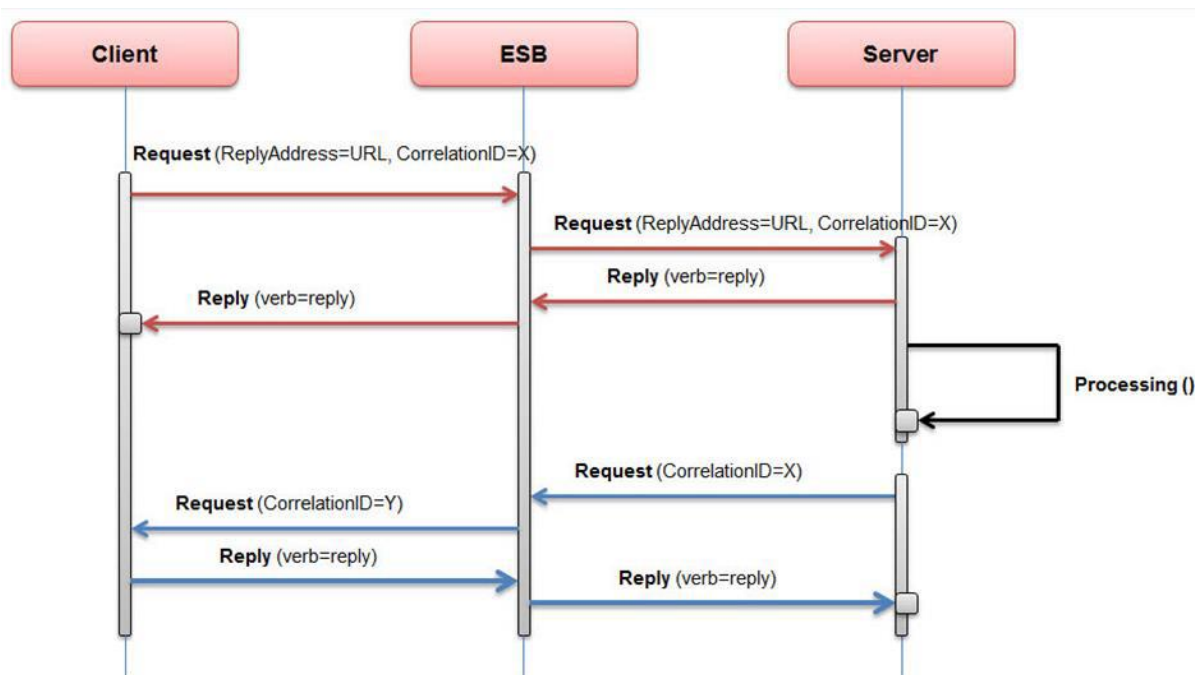 Client
ESB
Server
Request (ReplyAddress=URL, CorrelationID=X)
Request (ReplyAddress=URL, CorrelationID=X)
Reply (verb=reply)
Reply (verb=reply)
Processing ()
Request (CorrelationID=X)
Request (CorrelationID=Y)
Reply (verb=reply)
Reply (verb=reply)